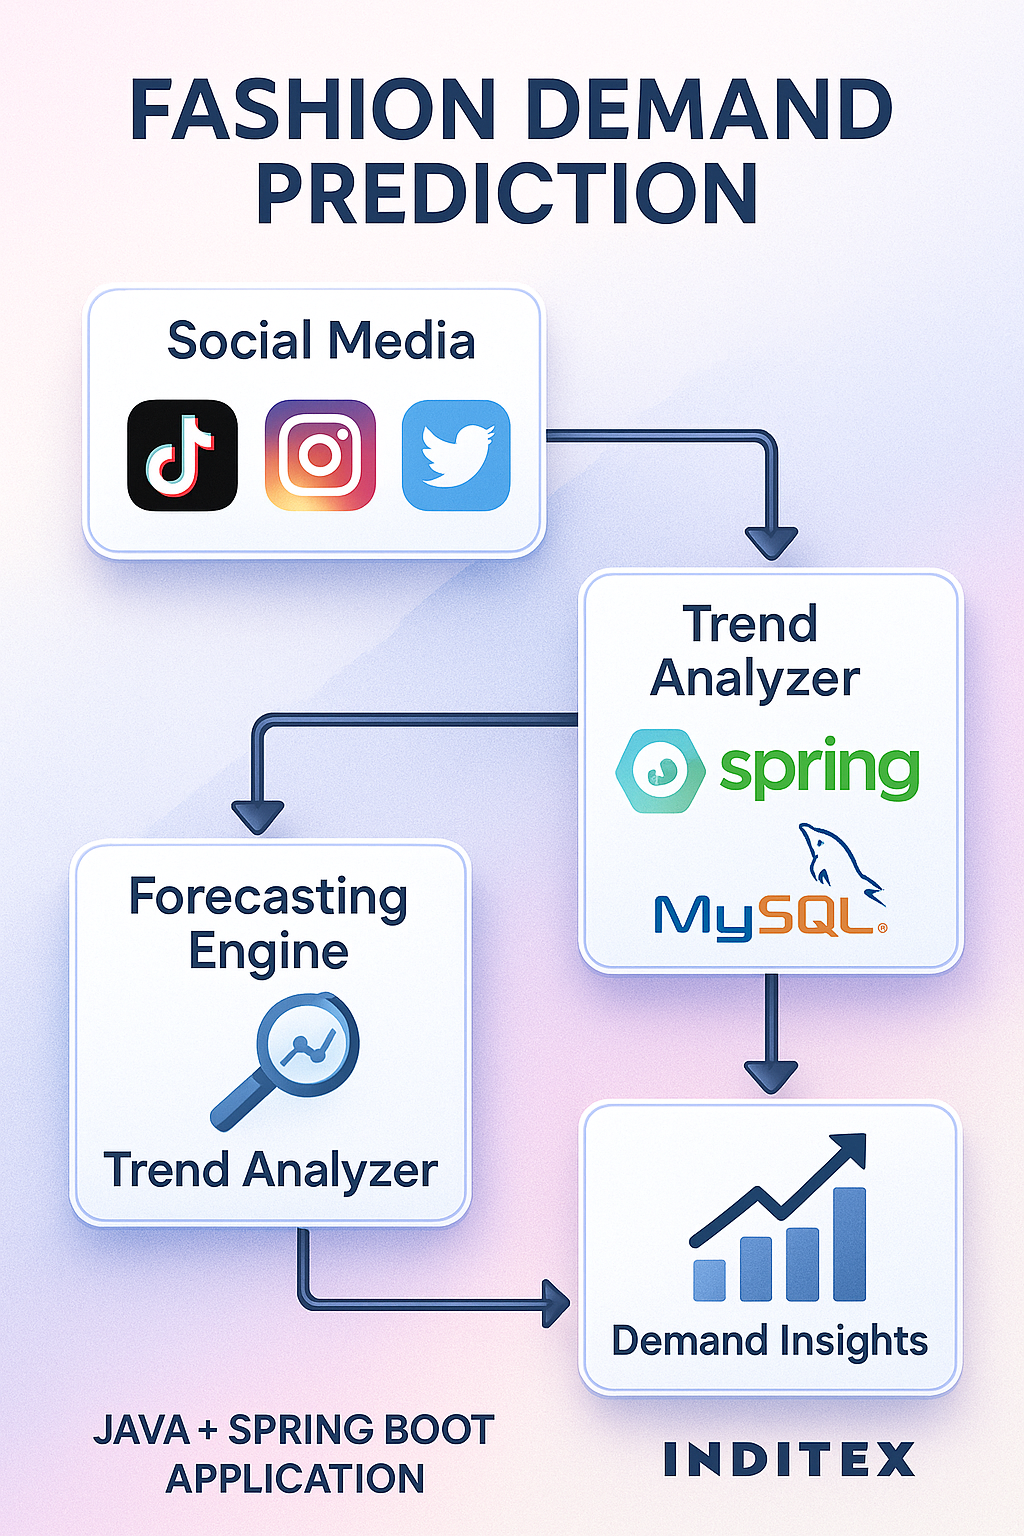 FASHION DEMAND
PREDICTION
Social Media
Trend
Analyzer
spring
MySQL®
Forecasting
Engine
Trend Analyzer
Demand Insights
JAVA + SPRING BOOT
APPLICATION
INDITEX